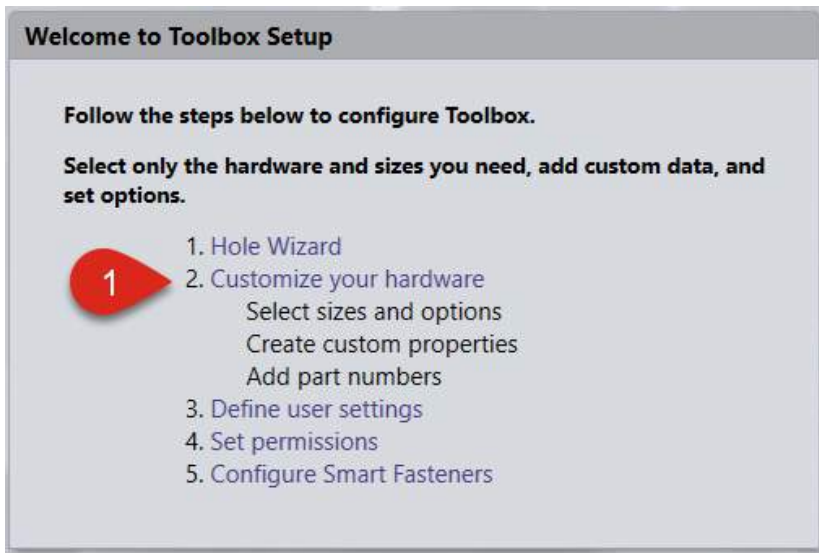 Welcome to Toolbox Setup
Follow the steps below to configure Toolbox.
Select only the hardware and sizes you need, add custom data, and
set options.
1. Hole Wizard
1
2. Customize your hardware
Select sizes and options
Create custom properties
Add part numbers
3. Define user settings
4. Set permissions
5. Configure Smart Fasteners